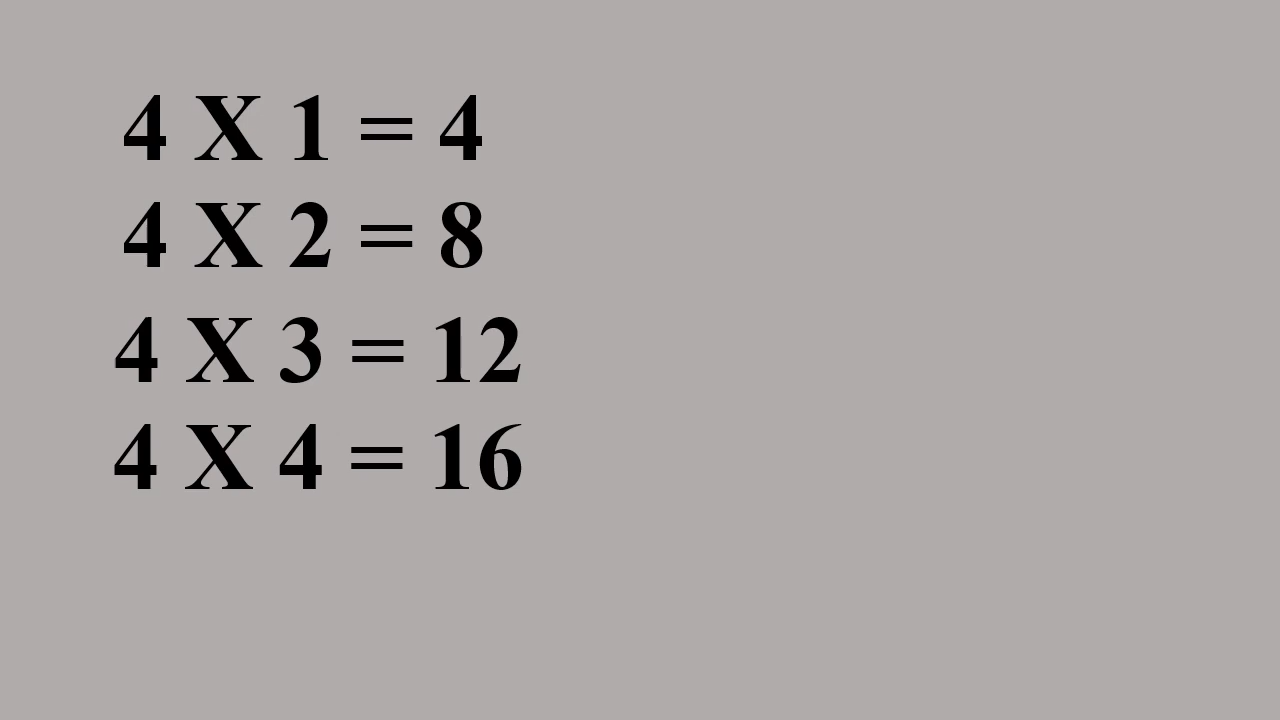 4 X 1 = 4
4 X 2 = 8
4 X 3 = 12
4 X 4 = 16